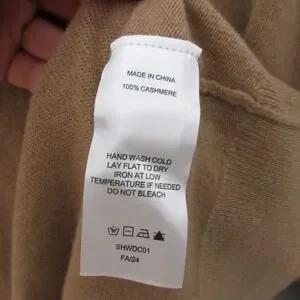 MADE IN CHINA
100% CASHMERE
HAND WASH COLD
LAY FLAT TO DRY
IRON AT LOW
TEMPERATURE IF NEEDED
DO NOT BLEACH
SHWDC01
FA/24